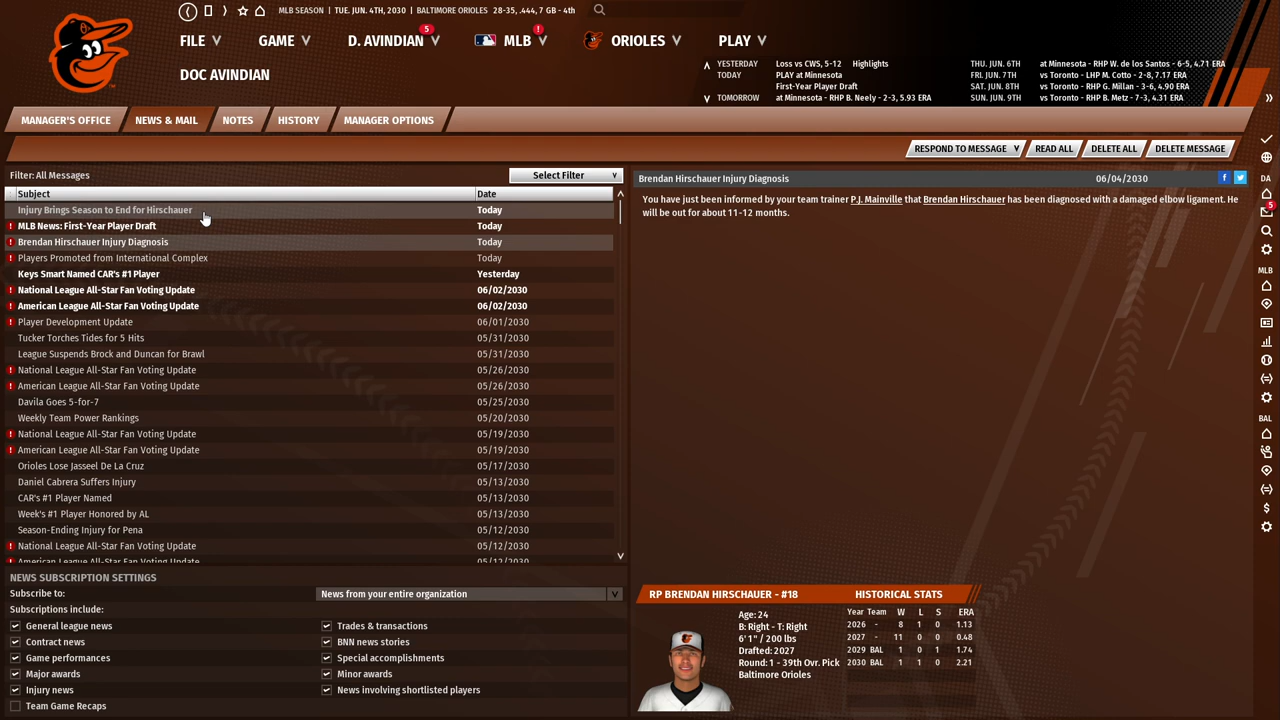 MLB SEASON | TUE. JUN. 4TH, 2030 | BALTIMORE ORIOLES 28-35, .444, 7 GB - 4th
FILE GAME D. AVINDIAN 5 MLB ! ORIOLES PLAY
DOC AVINDIAN
YESTERDAY Loss vs CWS, 5-12 Highlights THU. JUN. 6TH at Minnesota - RHP W. de los Santos - 6-5, 4.71 ERA
TODAY PLAY at Minnesota FRI. JUN. 7TH vs Toronto - LHP M. Cotto - 2-8, 7.17 ERA
First-Year Player Draft SAT. JUN. 8TH vs Toronto - RHP G. Millan - 3-6, 4.90 ERA
TOMORROW at Minnesota - RHP B. Neely - 2-3, 5.93 ERA SUN. JUN. 9TH vs Toronto - RHP B. Metz - 7-3, 4.31 ERA
MANAGER'S OFFICE NEWS & MAIL NOTES HISTORY MANAGER OPTIONS
RESPOND TO MESSAGE READ ALL DELETE ALL DELETE MESSAGE
Filter: All Messages Select Filter
Subject Date
Injury Brings Season to End for Hirschauer Today
! MLB News: First-Year Player Draft Today
! Brendan Hirschauer Injury Diagnosis Today
! Players Promoted from International Complex Today
Keys Smart Named CAR's #1 Player Yesterday
! National League All-Star Fan Voting Update 06/02/2030
! American League All-Star Fan Voting Update 06/02/2030
! Player Development Update 06/01/2030
Tucker Torches Tides for 5 Hits 05/31/2030
League Suspends Brock and Duncan for Brawl 05/31/2030
! National League All-Star Fan Voting Update 05/26/2030
! American League All-Star Fan Voting Update 05/26/2030
Davila Goes 5-for-7 05/25/2030
Weekly Team Power Rankings 05/20/2030
! National League All-Star Fan Voting Update 05/19/2030
! American League All-Star Fan Voting Update 05/19/2030
Orioles Lose Jasseel De La Cruz 05/17/2030
Daniel Cabrera Suffers Injury 05/13/2030
CAR's #1 Player Named 05/13/2030
Week's #1 Player Honored by AL 05/13/2030
Season-Ending Injury for Pena 05/12/2030
! National League All-Star Fan Voting Update 05/12/2030
! American League All-Star Fan Voting Update 05/12/2030
NEWS SUBSCRIPTION SETTINGS
Subscribe to: News from your entire organization
Subscriptions include:
General league news Trades & transactions
Contract news BNN news stories
Game performances Special accomplishments
Major awards Minor awards
Injury news News involving shortlisted players
Team Game Recaps
Brendan Hirschauer Injury Diagnosis 06/04/2030
You have just been informed by your team trainer P.J. Mainville that Brendan Hirschauer has been diagnosed with a damaged elbow ligament. He
will be out for about 11-12 months.
RP BRENDAN HIRSCHAUER - #18 HISTORICAL STATS
Age: 24
B: Right - T: Right
6' 1" / 200 lbs
Drafted: 2027
Round: 1 - 39th Ovr. Pick
Baltimore Orioles
Year Team W L S ERA
2026 - 8 1 0 1.13
2027 - 11 0 0 0.48
2029 BAL 1 0 1 1.74
2030 BAL 1 1 0 2.21
DA
5
MLB
BAL